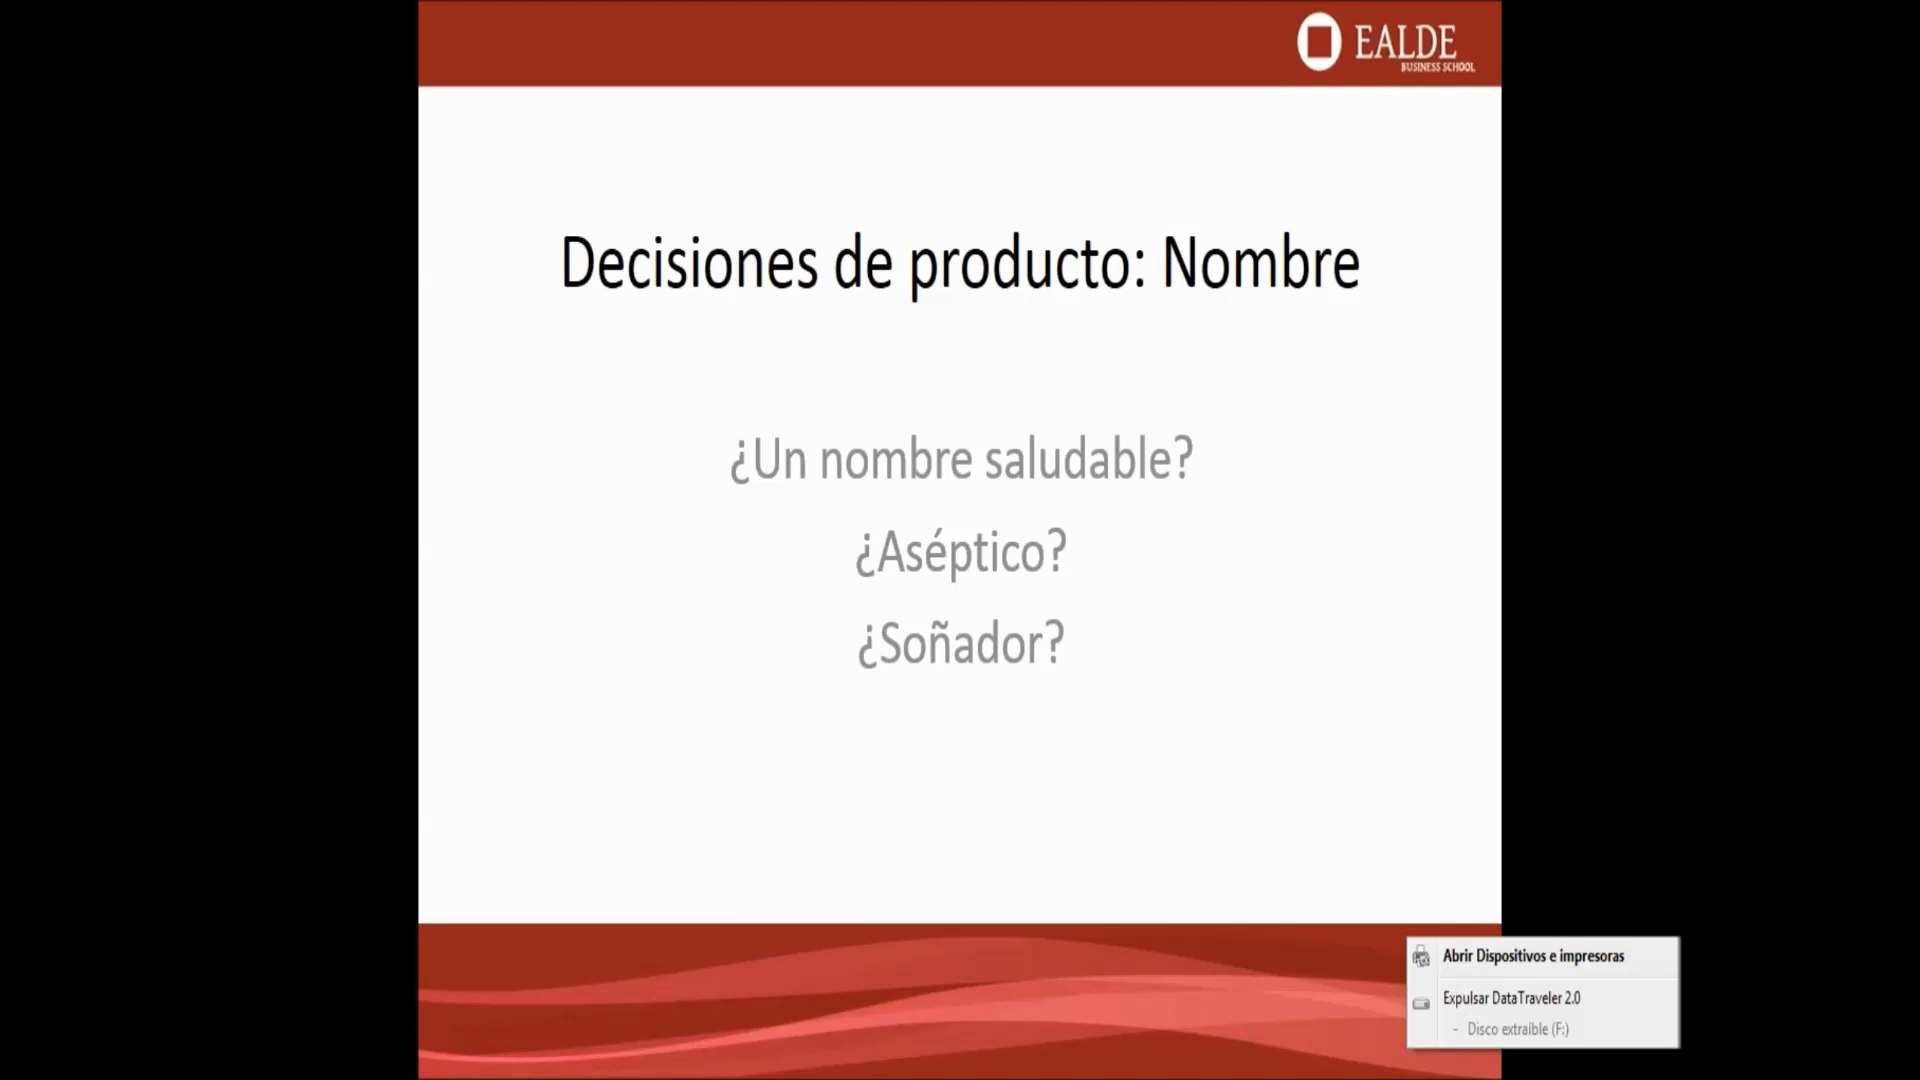 EALDE
BUSINESS SCHOOL
Decisiones de producto: Nombre
¿Un nombre saludable?
¿Aséptico?
¿Soñador?
Abrir Dispositivos e impresoras
Expulsar DataTraveler 2.0
- Disco extraíble (F:)